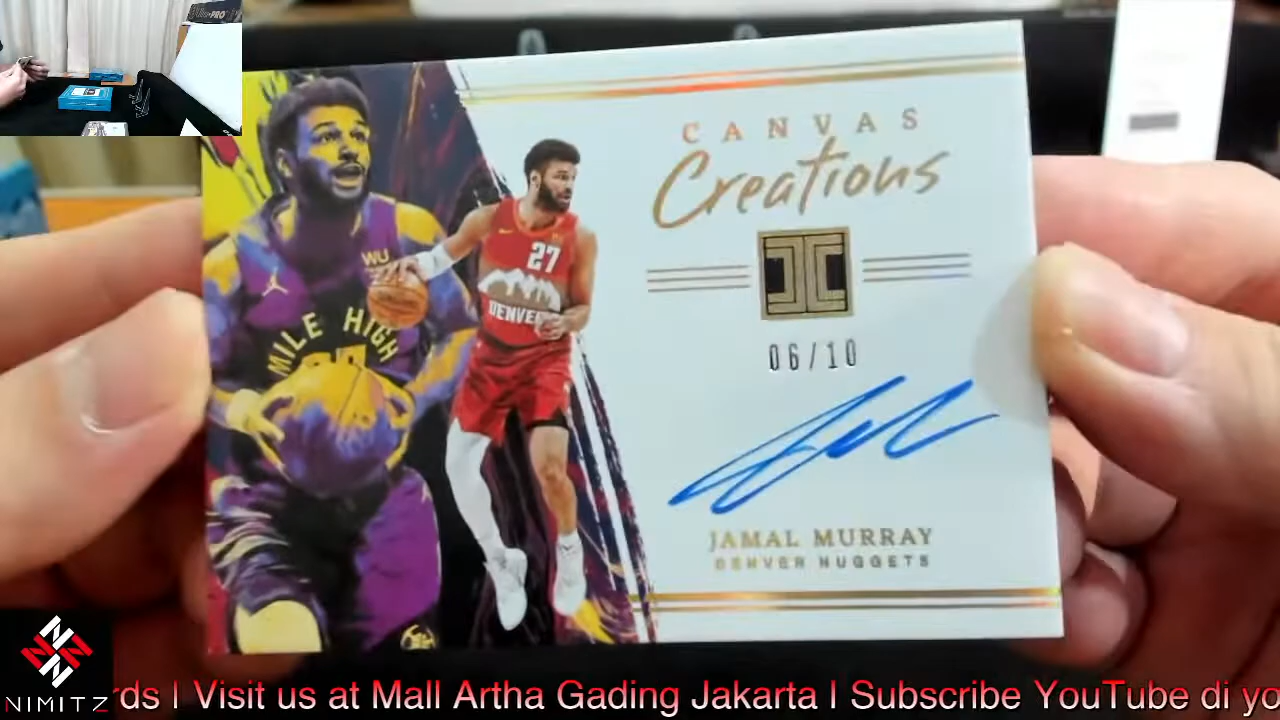 CANVAS
Creations
WU
MILE HIGH
27
DENVER
06/10
JAMAL MURRAY
DENVER NUGGETS
NIMITZ
rds | Visit us at Mall Artha Gading Jakarta | Subscribe YouTube di yo